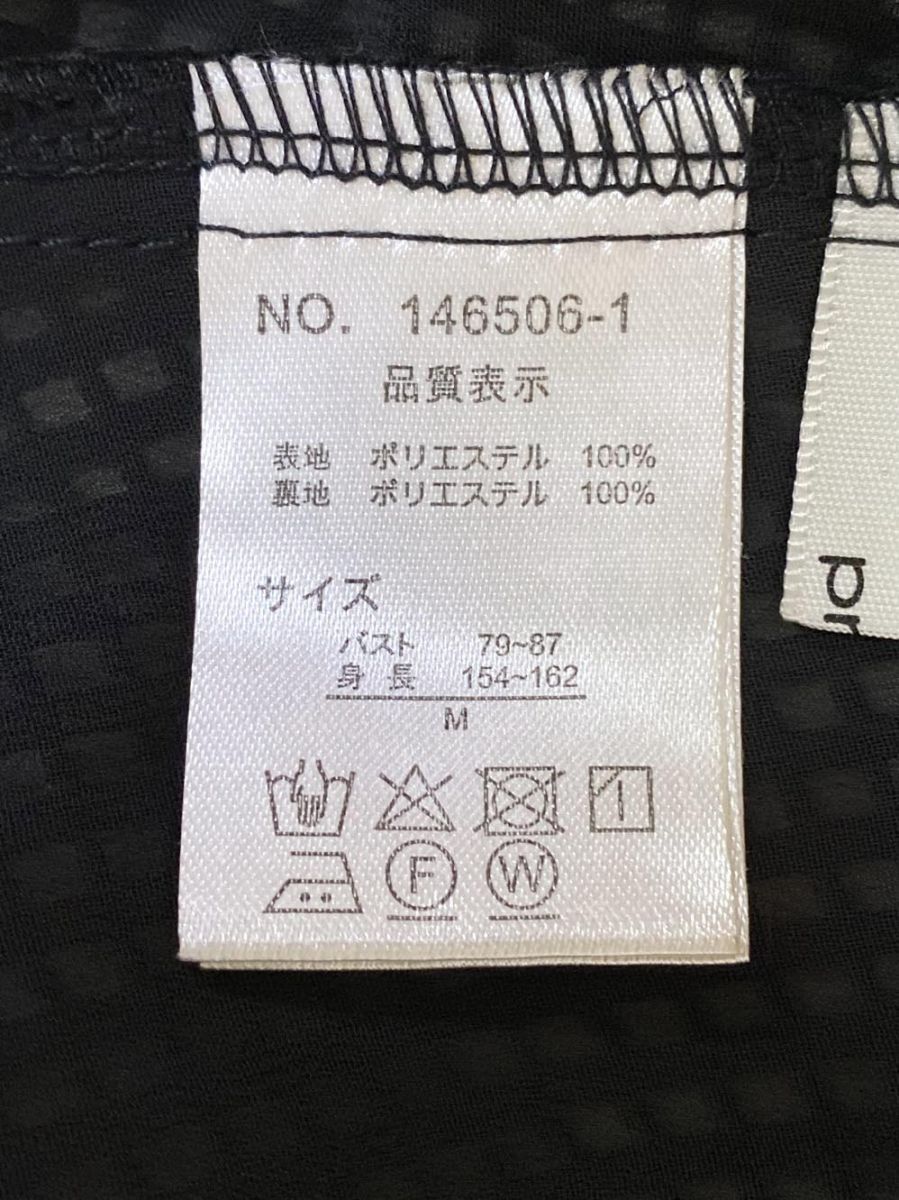 NO. 146506-1
品質表示
表地 ポリエステル 100%
裏地 ポリエステル 100%
サイズ
バスト 79~87
身長 154~162
M
F W